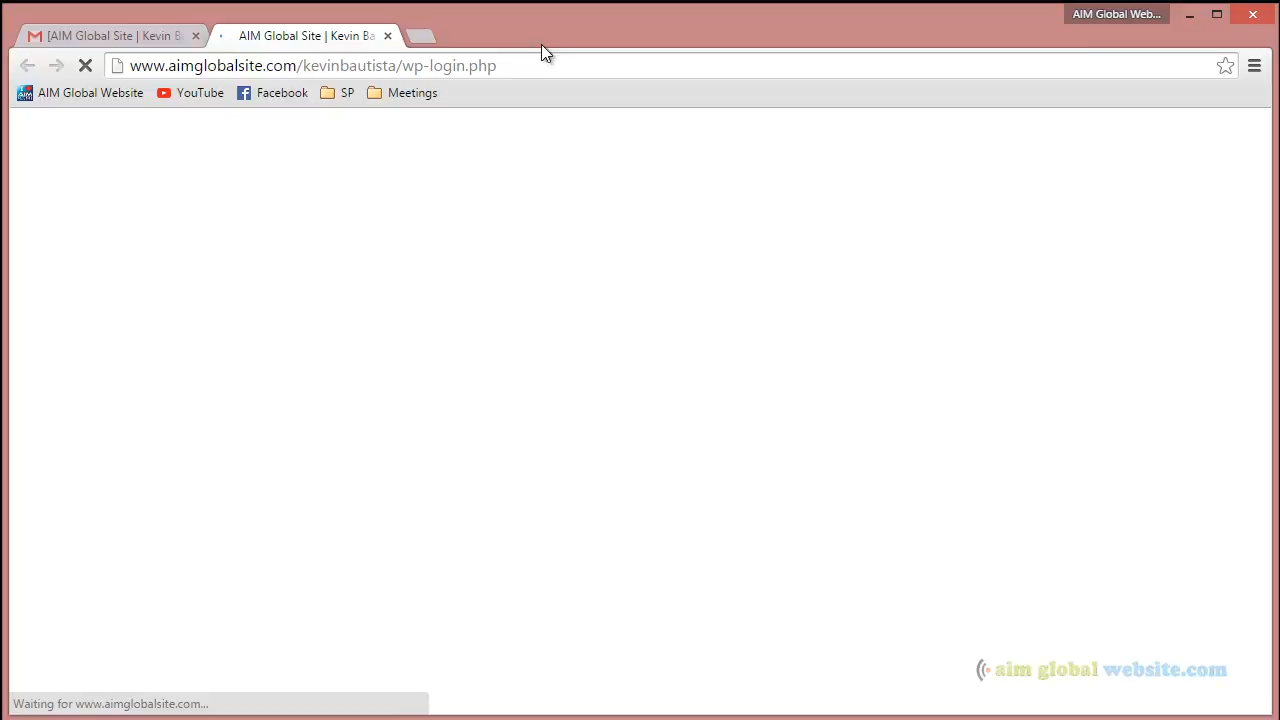 AIM Global Web...
[AIM Global Site | Kevin Ba
AIM Global Site | Kevin Ba
www.aimglobalsite.com/kevinbautista/wp-login.php
AIM Global Website
YouTube
Facebook
SP
Meetings
aim global website.com
Waiting for www.aimglobalsite.com...